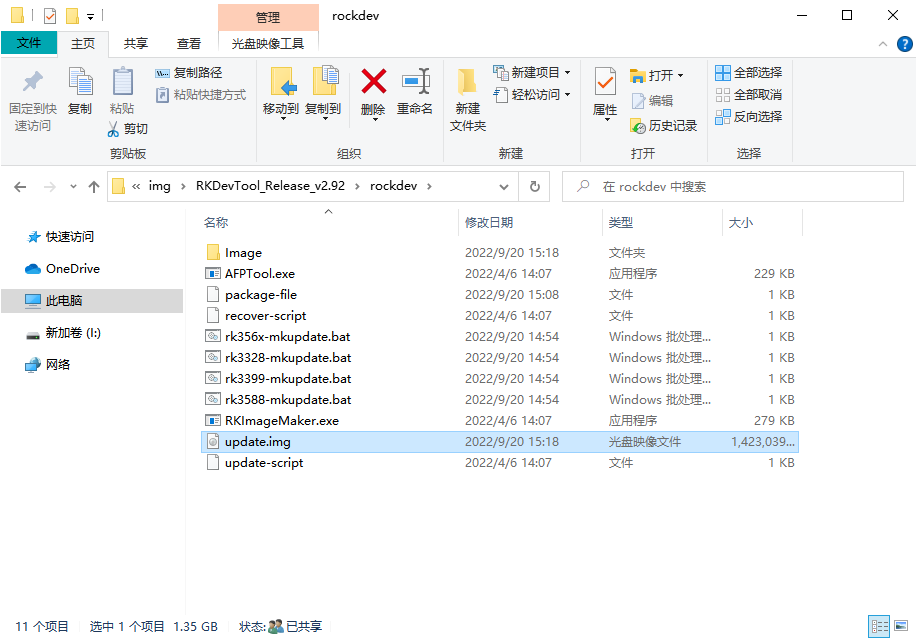 管理
rockdev
文件
主页
共享
查看
光盘映像工具
固定到快
速访问
复制
粘贴
复制路径
粘贴快捷方式
剪切
剪贴板
移动到
复制到
删除
重命名
组织
新建
文件夹
新建项目
轻松访问
新建
属性
打开
编辑
历史记录
打开
全部选择
全部取消
反向选择
选择
« img › RKDevTool_Release_v2.92 › rockdev ›
在 rockdev 中搜索
快速访问
OneDrive
此电脑
新加卷 (I:)
网络
名称 修改日期 类型 大小
Image 2022/9/20 15:18 文件夹
AFPTool.exe 2022/4/6 14:07 应用程序 229 KB
package-file 2022/9/20 15:08 文件 1 KB
recover-script 2022/4/6 14:07 文件 1 KB
rk356x-mkupdate.bat 2022/9/20 14:54 Windows 批处理... 1 KB
rk3328-mkupdate.bat 2022/9/20 14:54 Windows 批处理... 1 KB
rk3399-mkupdate.bat 2022/9/20 14:54 Windows 批处理... 1 KB
rk3588-mkupdate.bat 2022/9/20 14:54 Windows 批处理... 1 KB
RKImageMaker.exe 2022/4/6 14:07 应用程序 279 KB
update.img 2022/9/20 15:18 光盘映像文件 1,423,039...
update-script 2022/4/6 14:07 文件 1 KB
11 个项目 选中 1 个项目 1.35 GB 状态: 已共享